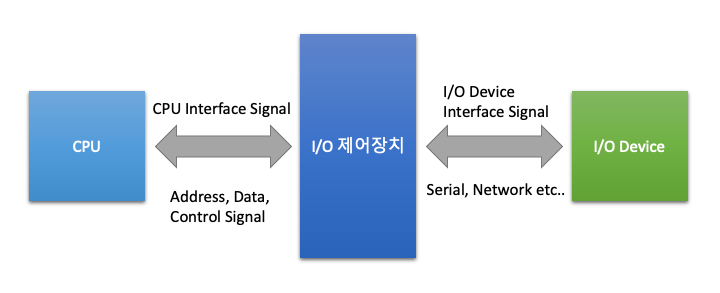 CPU
CPU Interface Signal
Address, Data,
Control Signal
I/O 제어장치
I/O Device
Interface Signal
Serial, Network etc..
I/O Device